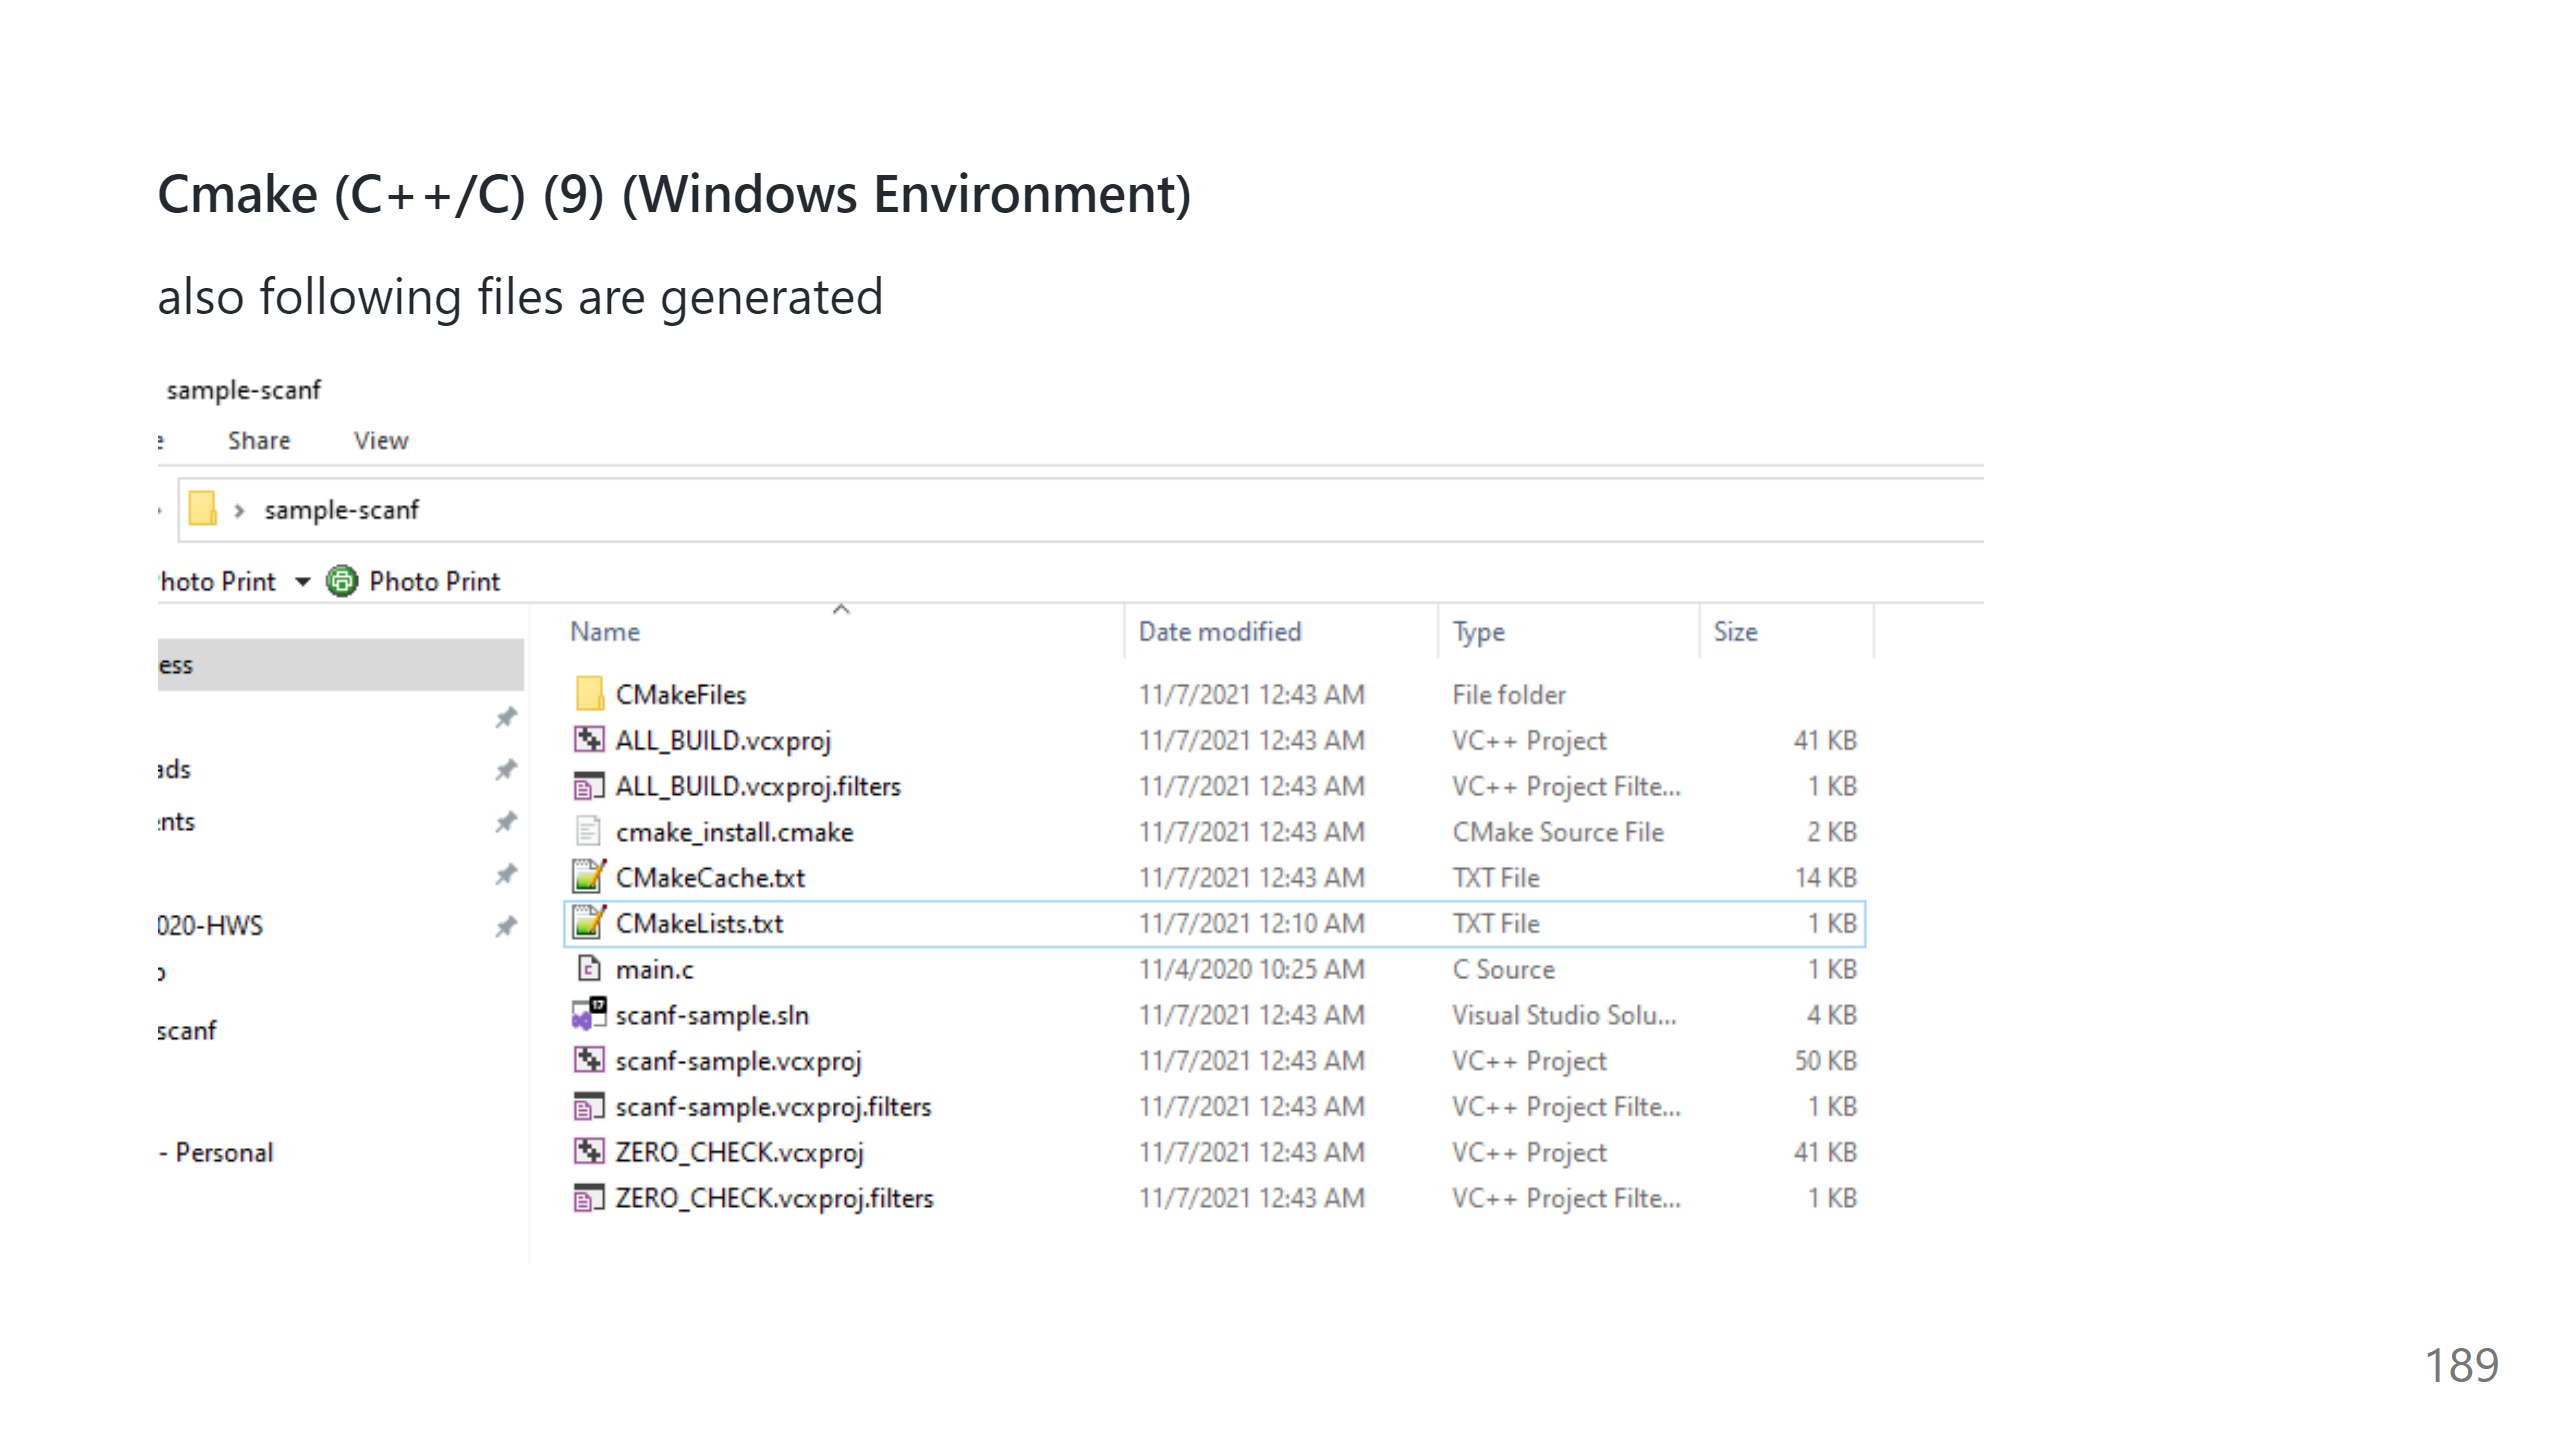 Cmake (C++/C) (9) (Windows Environment)
also following files are generated
sample-scanf
Share View
sample-scanf
hoto Print Photo Print
Name Date modified Type Size
ess
CMakeFiles 11/7/2021 12:43 AM File folder
ALL_BUILD.vcxproj 11/7/2021 12:43 AM VC++ Project 41 KB
ads
ALL_BUILD.vcxproj.filters 11/7/2021 12:43 AM VC++ Project Filte... 1 KB
ents
cmake_install.cmake 11/7/2021 12:43 AM CMake Source File 2 KB
CMakeCache.txt 11/7/2021 12:43 AM TXT File 14 KB
020-HWS
CMakeLists.txt 11/7/2021 12:10 AM TXT File 1 KB
main.c 11/4/2020 10:25 AM C Source 1 KB
scanf-sample.sln 11/7/2021 12:43 AM Visual Studio Solu... 4 KB
17
scanf
scanf-sample.vcxproj 11/7/2021 12:43 AM VC++ Project 50 KB
scanf-sample.vcxproj.filters 11/7/2021 12:43 AM VC++ Project Filte... 1 KB
- Personal
ZERO_CHECK.vcxproj 11/7/2021 12:43 AM VC++ Project 41 KB
ZERO_CHECK.vcxproj.filters 11/7/2021 12:43 AM VC++ Project Filte... 1 KB
189